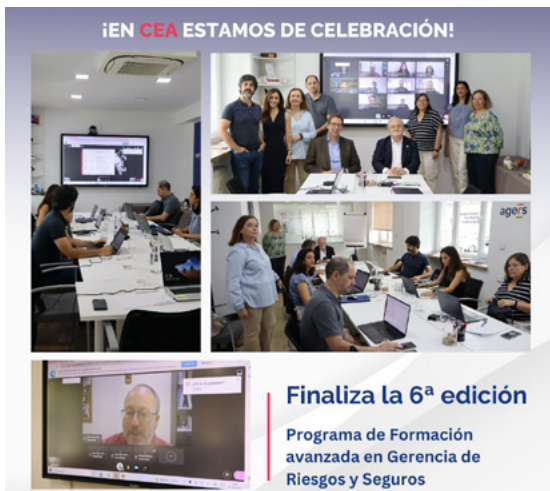 ¡EN CEA ESTAMOS DE CELEBRACIÓN!
agers
Finaliza la 6ª edición
Programa de Formación
avanzada en Gerencia de
Riesgos y Seguros